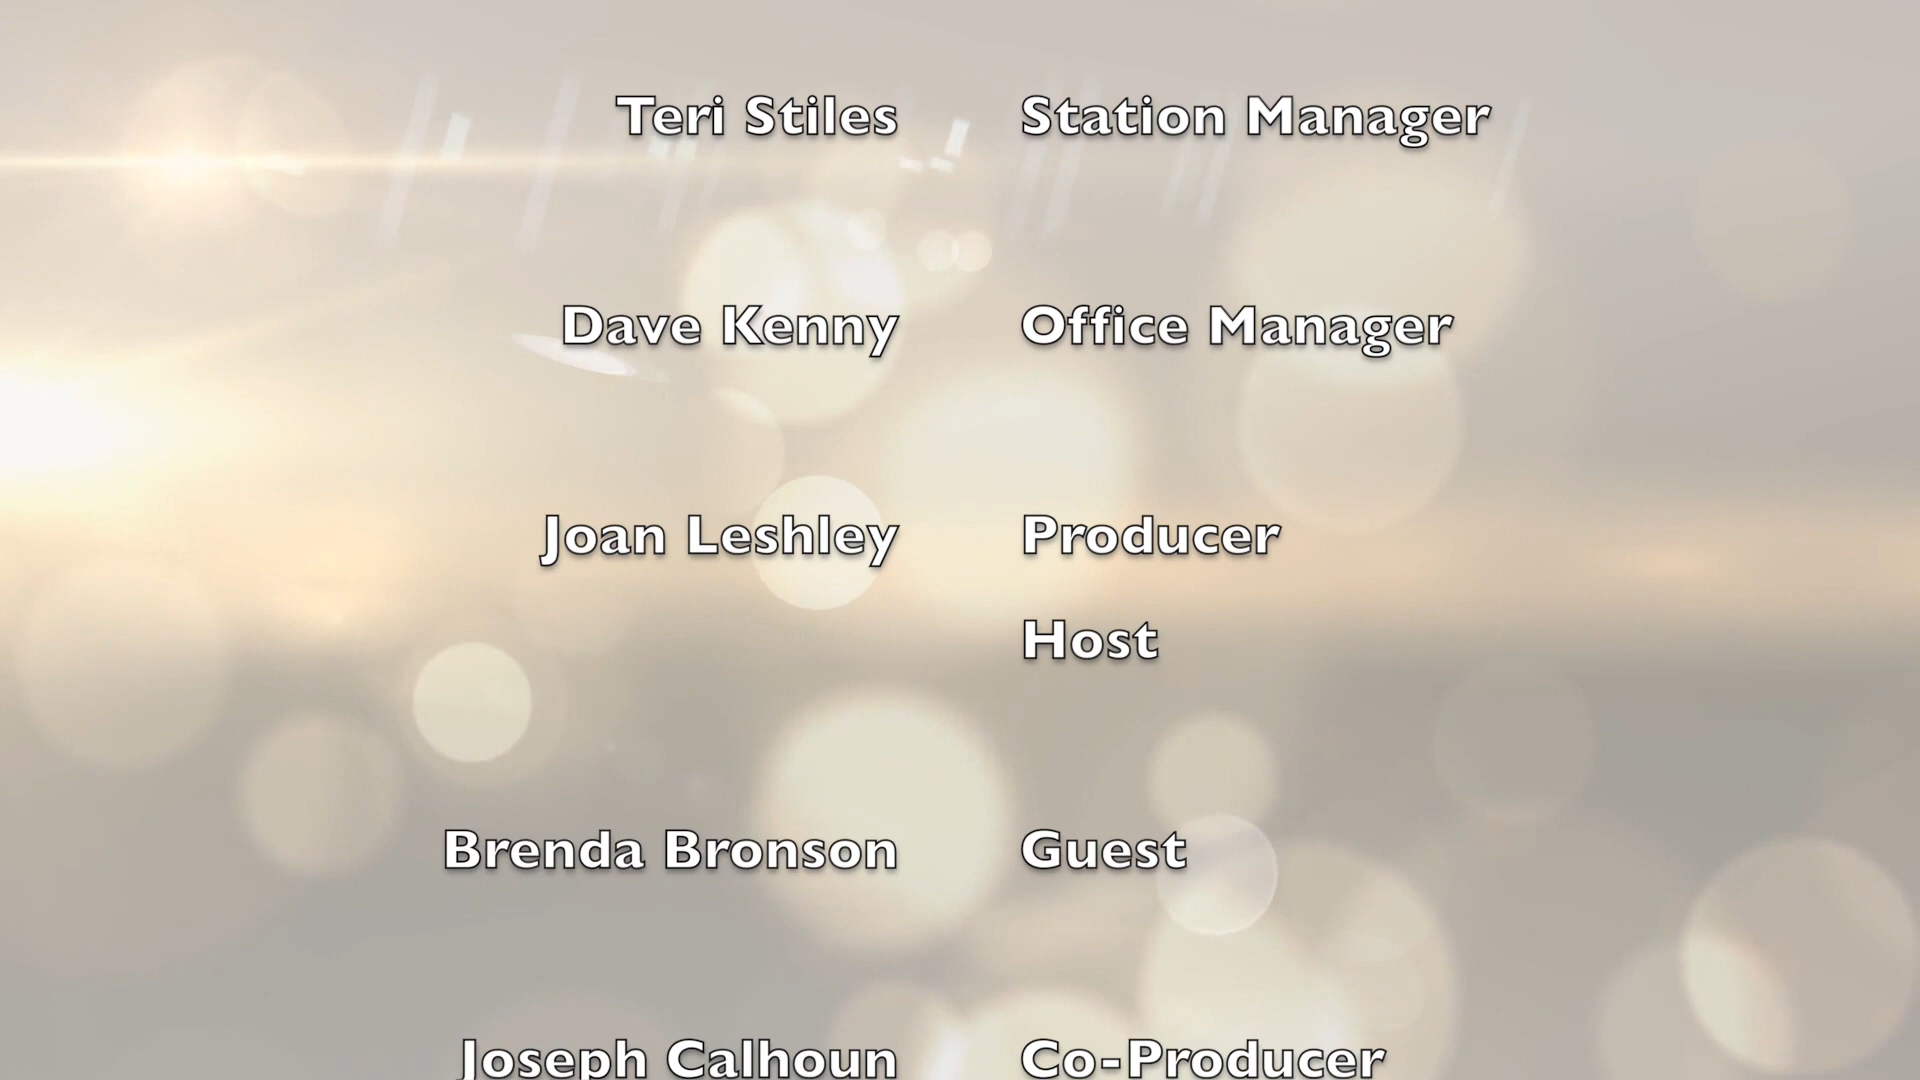 Teri Stiles Station Manager
Dave Kenny Office Manager
Joan Leshley Producer
Host
Brenda Bronson Guest
Joseph Calhoun Co-Producer